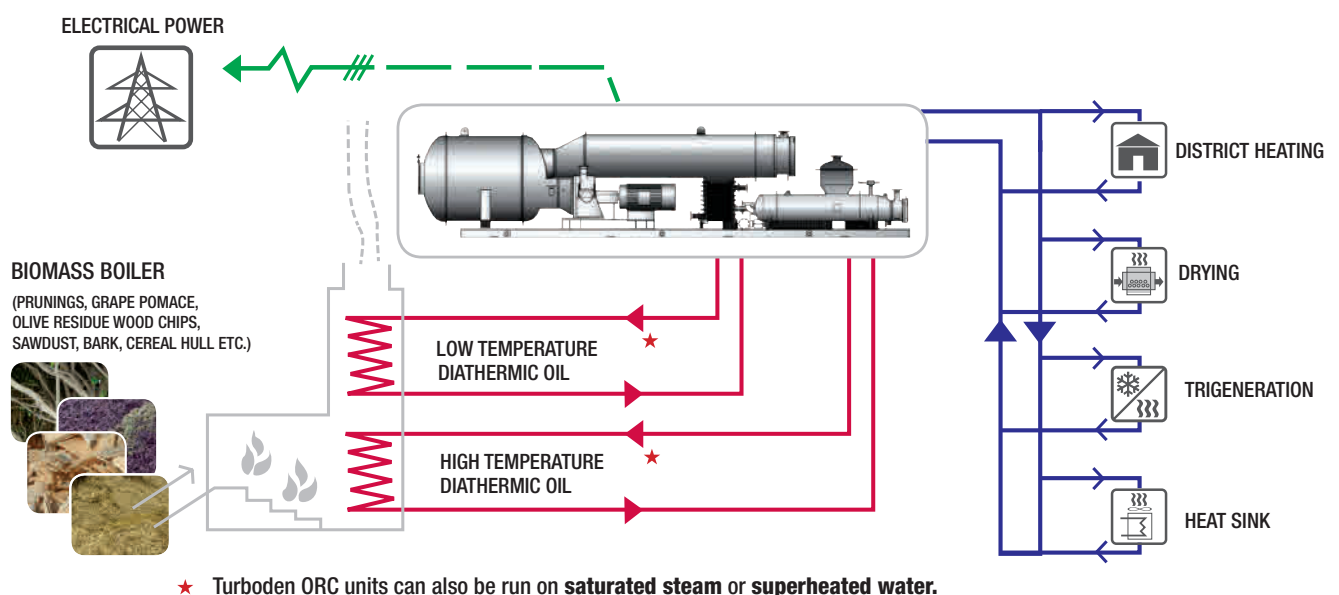 ELECTRICAL POWER
BIOMASS BOILER
(PRUNINGS, GRAPE POMACE,
OLIVE RESIDUE WOOD CHIPS,
SAWDUST, BARK, CEREAL HULL ETC.)
LOW TEMPERATURE
DIATHERMIC OIL
HIGH TEMPERATURE
DIATHERMIC OIL
DISTRICT HEATING
DRYING
TRIGENERATION
HEAT SINK
★ Turboden ORC units can also be run on saturated steam or superheated water.